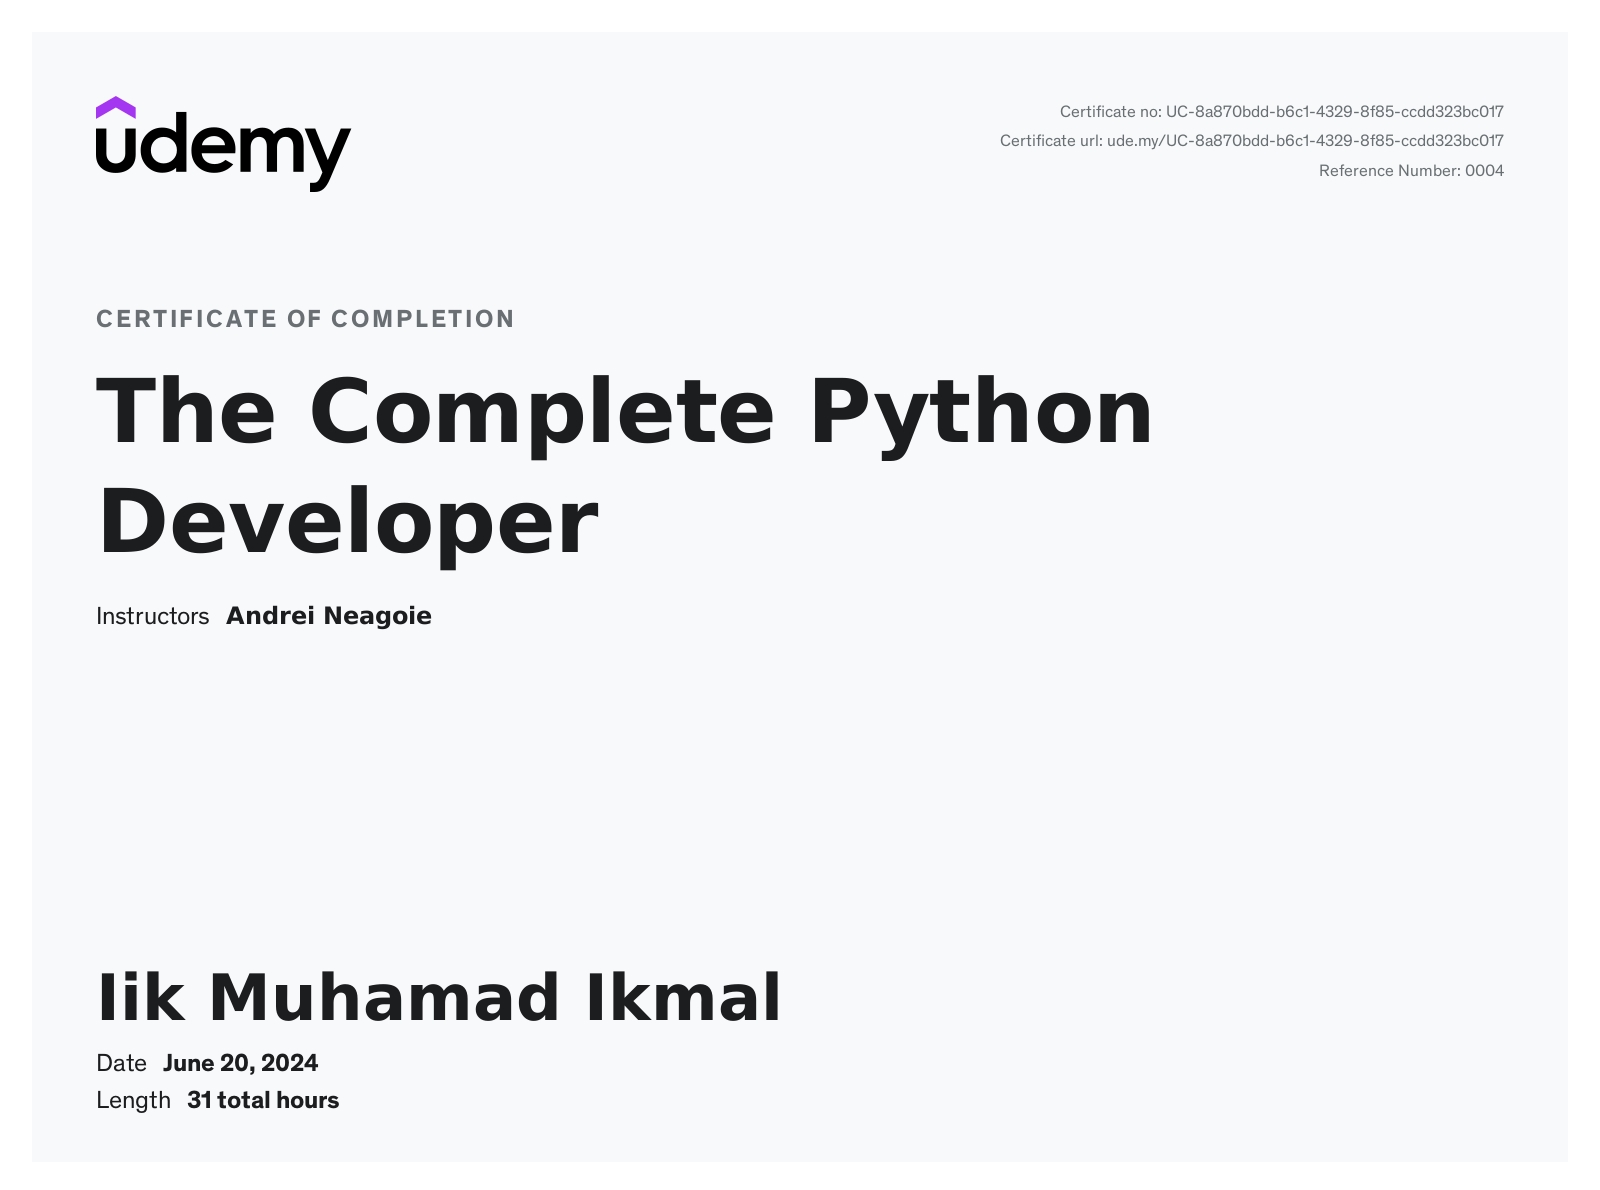 udemy
Certificate no: UC-8a870bdd-b6c1-4329-8f85-ccdd323bc017
Certificate url: ude.my/UC-8a870bdd-b6c1-4329-8f85-ccdd323bc017
Reference Number: 0004
CERTIFICATE OF COMPLETION
The Complete Python
Developer
Instructors Andrei Neagoie
Iik Muhamad Ikmal
Date June 20, 2024
Length 31 total hours